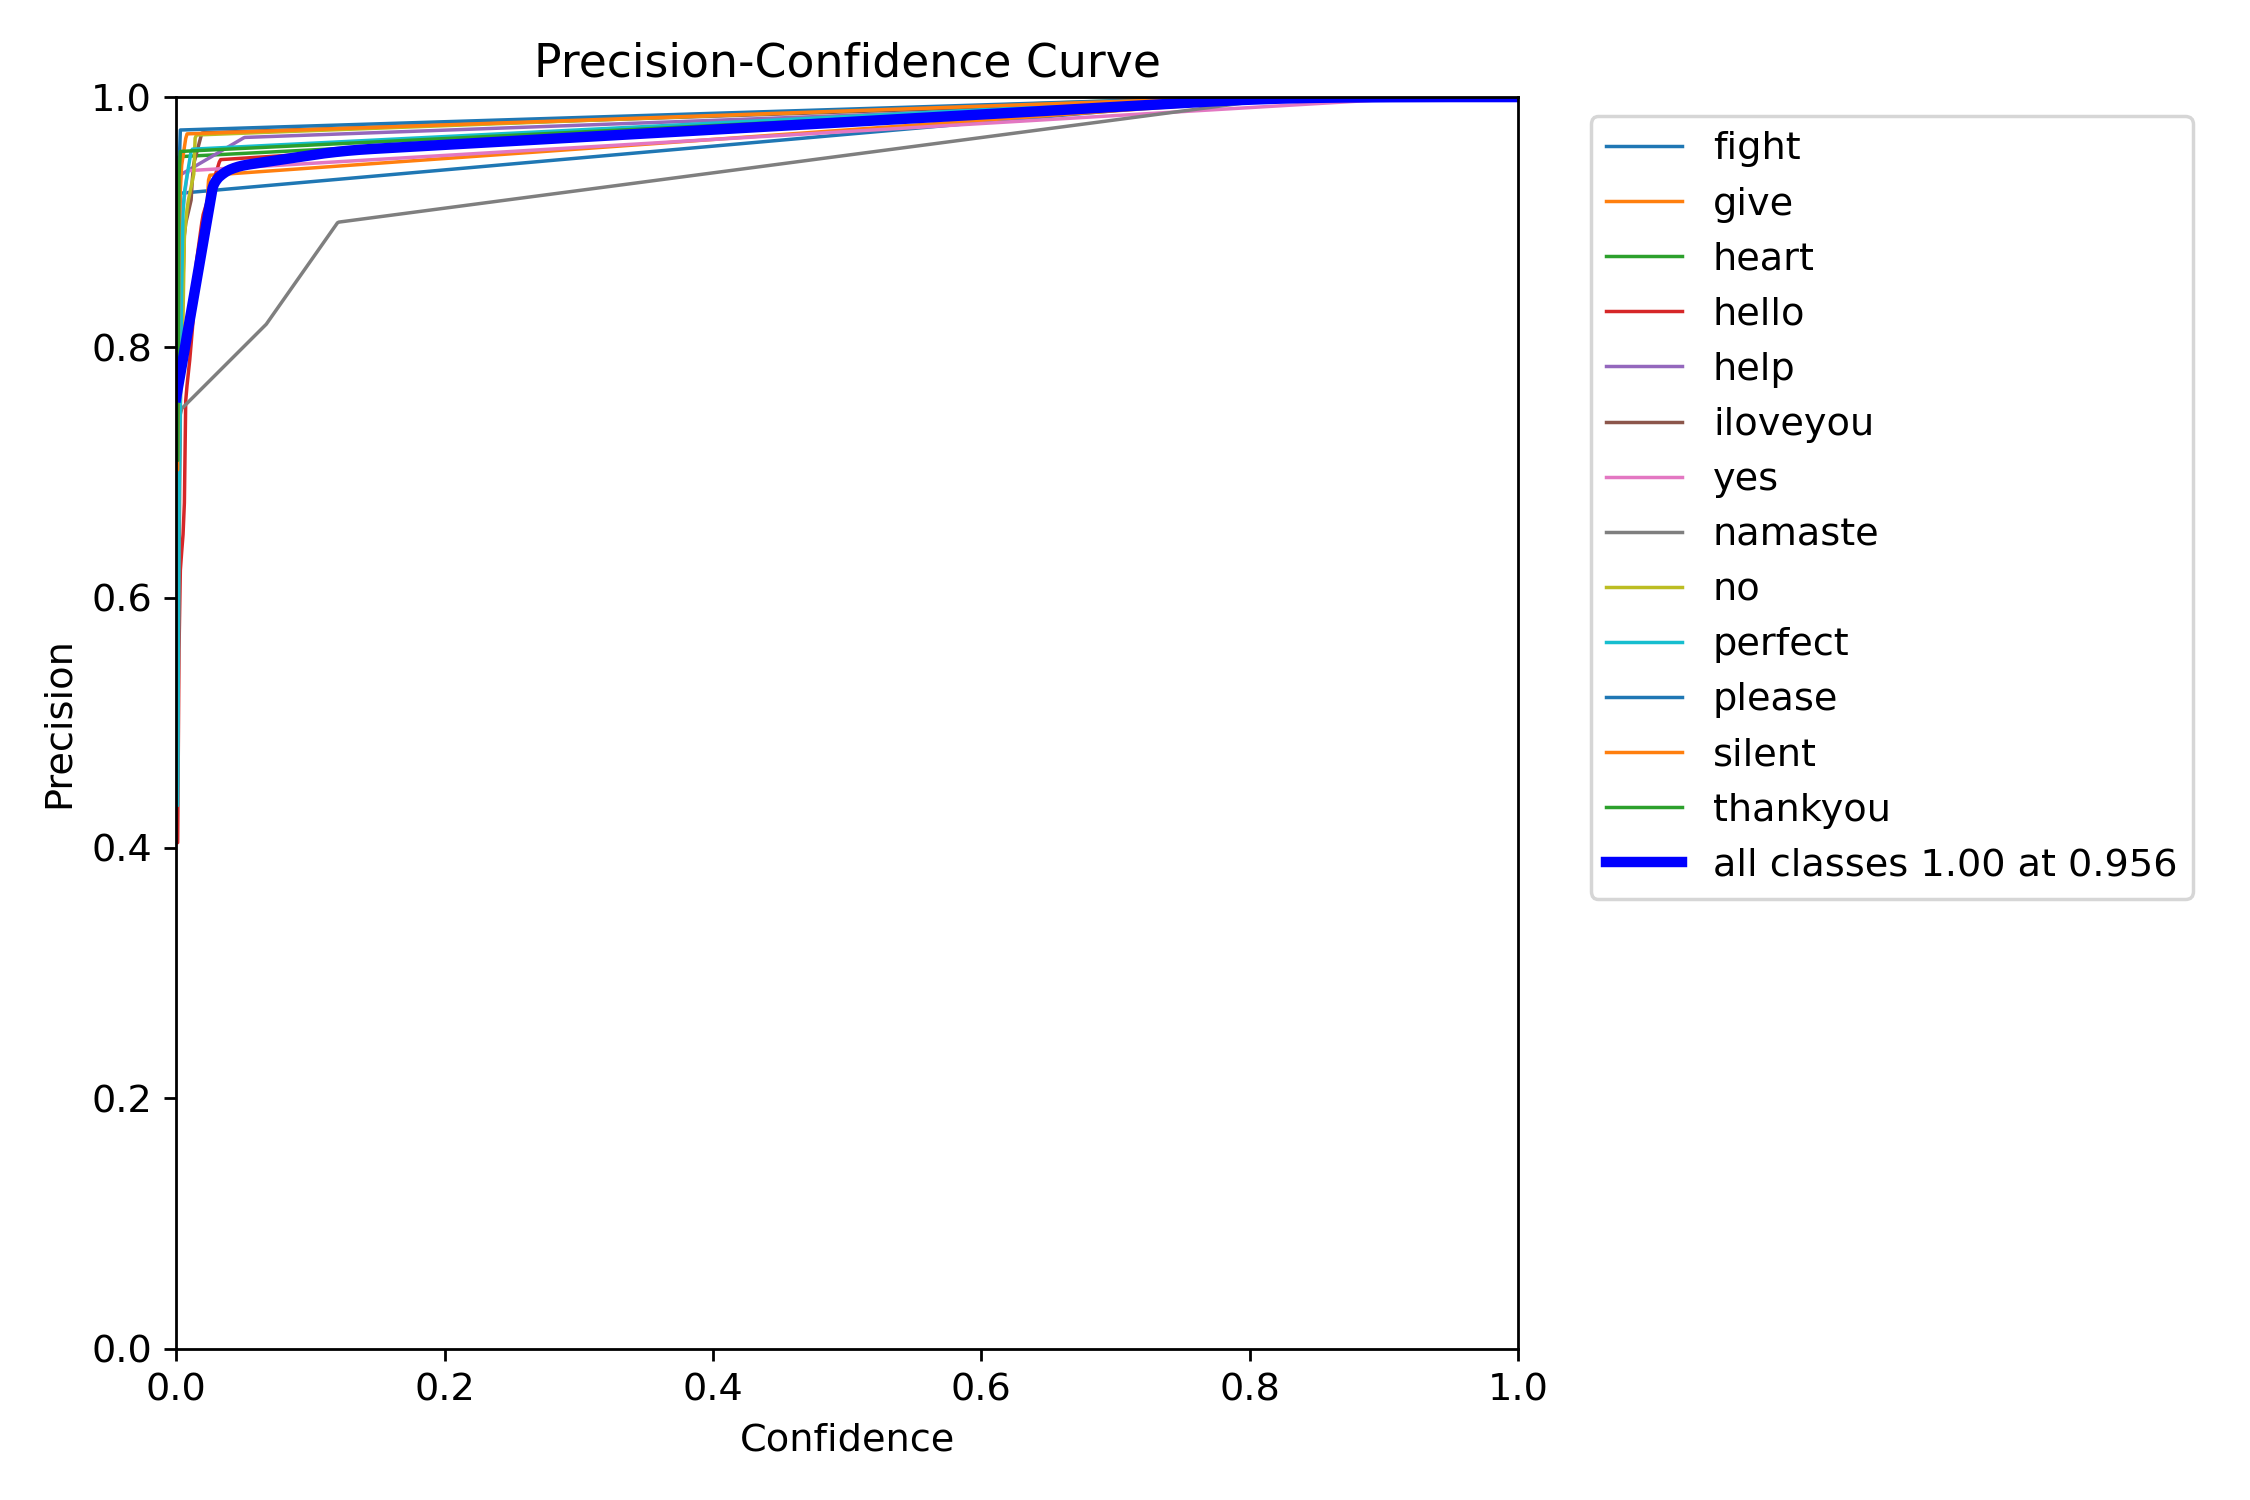 Precision-Confidence Curve
1.0
0.8
0.6
0.4
0.2
0.0
Precision
0.0 0.2 0.4 0.6 0.8 1.0
Confidence
fight
give
heart
hello
help
iloveyou
yes
namaste
no
perfect
please
silent
thankyou
all classes 1.00 at 0.956